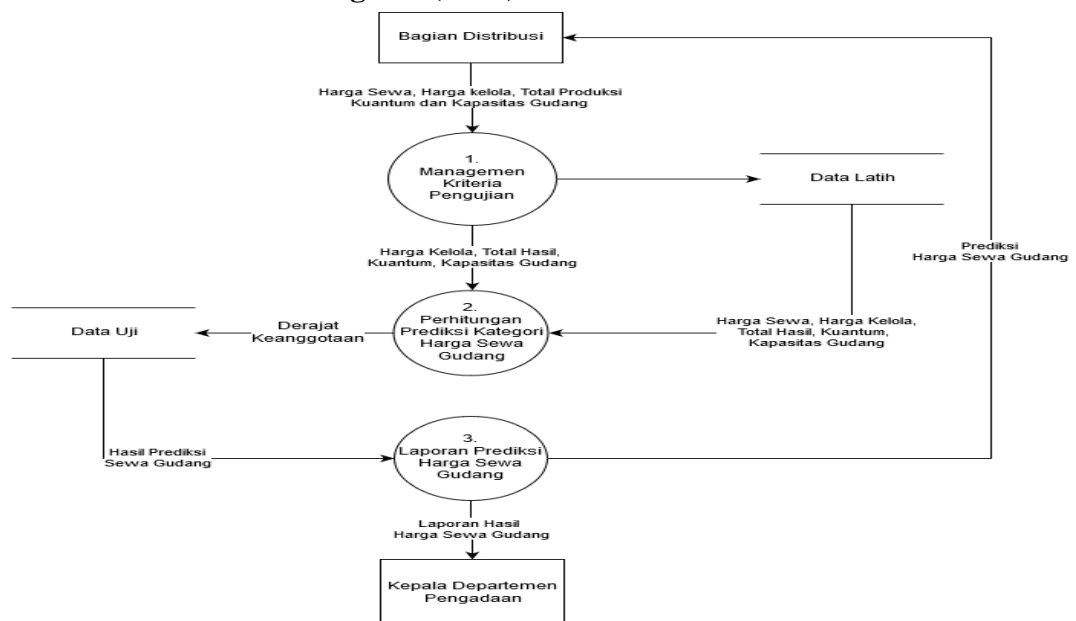 Bagian Distribusi
Harga Sewa, Harga kelola, Total Produksi
Kuantum dan Kapasitas Gudang
1.
Managemen
Kriteria
Pengujian
Data Latih
Prediksi
Harga Sewa Gudang
Harga Kelola, Total Hasil,
Kuantum, Kapasitas Gudang
2.
Perhitungan
Prediksi Kategori
Harga Sewa
Gudang
Data Uji
Derajat
Keanggotaan
Harga Sewa, Harga Kelola,
Total Hasil, Kuantum,
Kapasitas Gudang
Hasil Prediksi
Sewa Gudang
3.
Laporan Prediksi
Harga Sewa
Gudang
Laporan Hasil
Harga Sewa Gudang
Kepala Departemen
Pengadaan